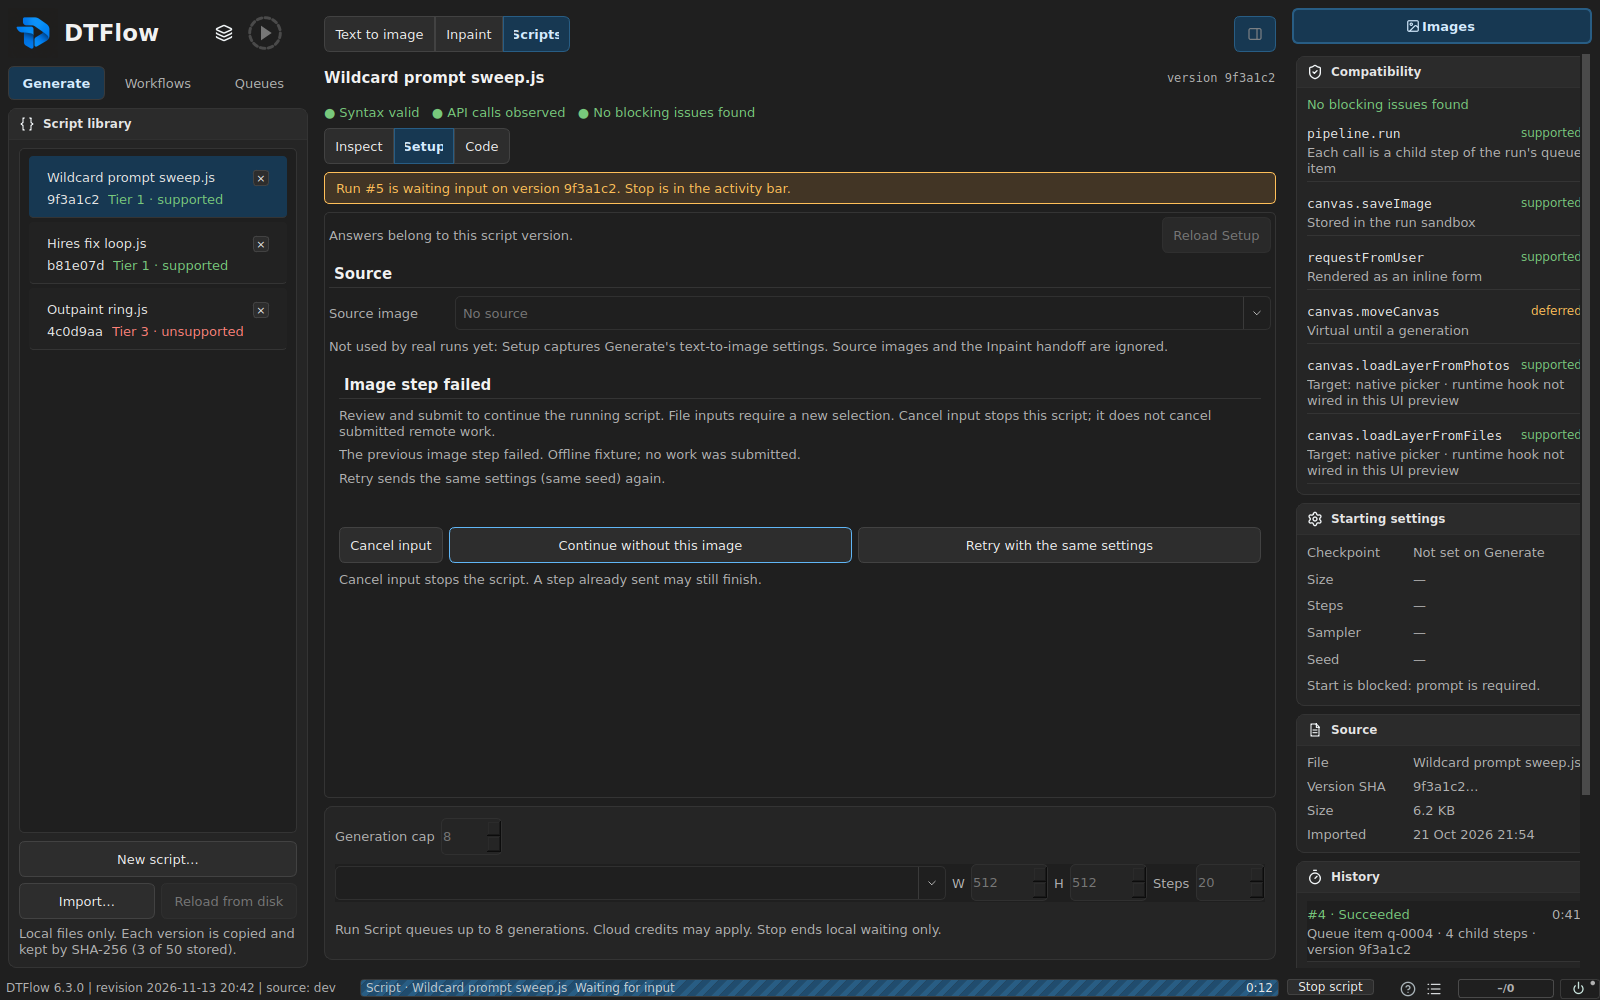 DTFlow
Generate
Workflows
Queues
Script library
Wildcard prompt sweep.js
9f3a1c2 Tier 1 · supported
Hires fix loop.js
b81e07d Tier 1 · supported
Outpaint ring.js
4c0d9aa Tier 3 · unsupported
New script...
Import...
Reload from disk
Local files only. Each version is copied and
kept by SHA-256 (3 of 50 stored).
Text to image
Inpaint
Scripts
Wildcard prompt sweep.js
version 9f3a1c2
Syntax valid
API calls observed
No blocking issues found
Inspect
Setup
Code
Run #5 is waiting input on version 9f3a1c2. Stop is in the activity bar.
Answers belong to this script version.
Reload Setup
Source
Source image
No source
Not used by real runs yet: Setup captures Generate's text-to-image settings. Source images and the Inpaint handoff are ignored.
Image step failed
Review and submit to continue the running script. File inputs require a new selection. Cancel input stops this script; it does not cancel
submitted remote work.
The previous image step failed. Offline fixture; no work was submitted.
Retry sends the same settings (same seed) again.
Cancel input
Continue without this image
Retry with the same settings
Cancel input stops the script. A step already sent may still finish.
Generation cap 8
W 512 H 512 Steps 20
Run Script queues up to 8 generations. Cloud credits may apply. Stop ends local waiting only.
Images
Compatibility
No blocking issues found
pipeline.run supported
Each call is a child step of the run's queue
item
canvas.saveImage supported
Stored in the run sandbox
requestFromUser supported
Rendered as an inline form
canvas.moveCanvas deferred
Virtual until a generation
canvas.loadLayerFromPhotos supported
Target: native picker · runtime hook not
wired in this UI preview
canvas.loadLayerFromFiles supported
Target: native picker · runtime hook not
wired in this UI preview
Starting settings
Checkpoint Not set on Generate
Size —
Steps —
Sampler —
Seed —
Start is blocked: prompt is required.
Source
File Wildcard prompt sweep.js
Version SHA 9f3a1c2...
Size 6.2 KB
Imported 21 Oct 2026 21:54
History
#4 · Succeeded 0:41
Queue item q-0004 · 4 child steps ·
version 9f3a1c2
DTFlow 6.3.0 | revision 2026-11-13 20:42 | source: dev
Script · Wildcard prompt sweep.js Waiting for input 0:12
Stop script
-/0